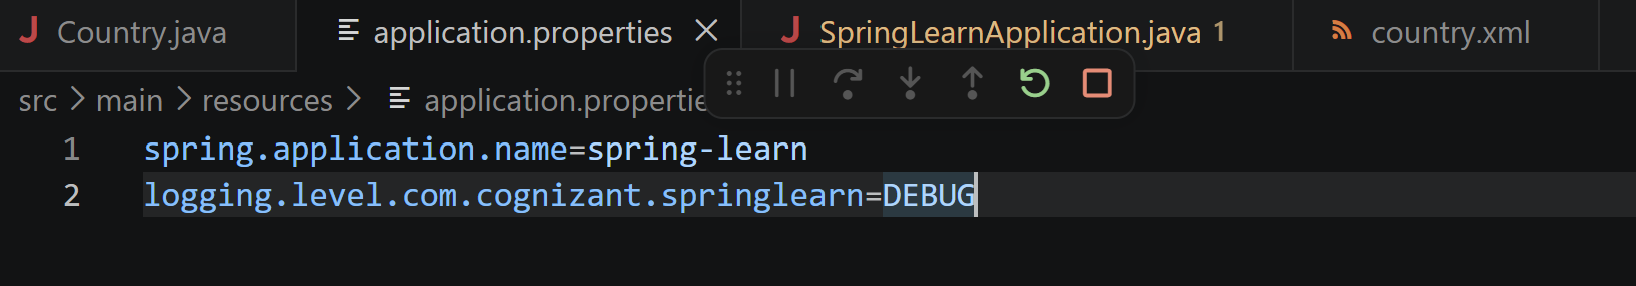 Country.java application.properties SpringLearnApplication.java 1 country.xml
src > main > resources > application.propertie
1 spring.application.name=spring-learn
2 logging.level.com.cognizant.springlearn=DEBUG